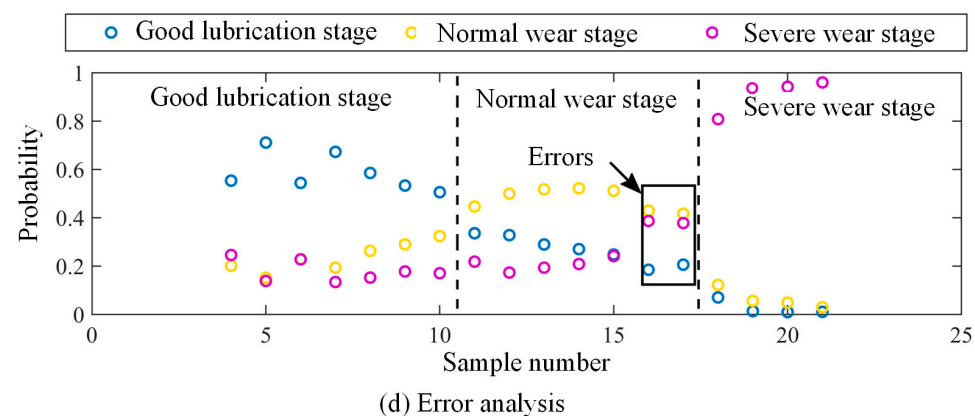 Good lubrication stage Normal wear stage Severe wear stage
1
Good lubrication stage Normal wear stage Severe wear stage
0.8
Errors
0.6
Probability
0.4
0.2
0
0 5 10 15 20 25
Sample number
(d) Error analysis